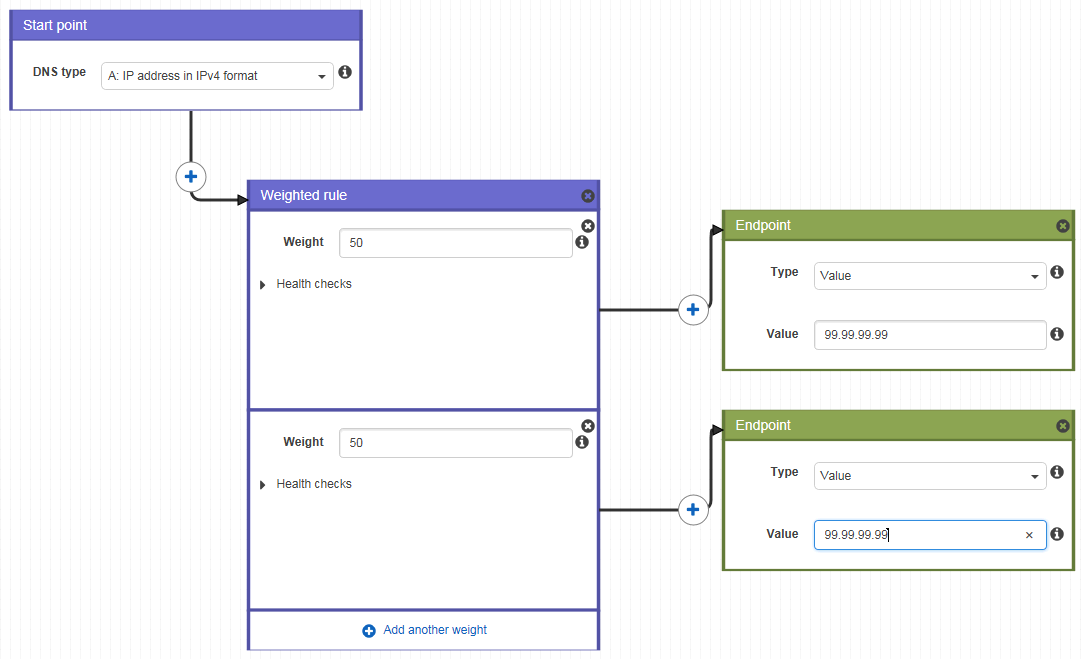 Start point
DNS type
A: IP address in IPv4 format
Weighted rule
Weight
50
Health checks
Weight
50
Health checks
Add another weight
Endpoint
Type
Value
Value
99.99.99.99
Endpoint
Type
Value
Value
99.99.99.99